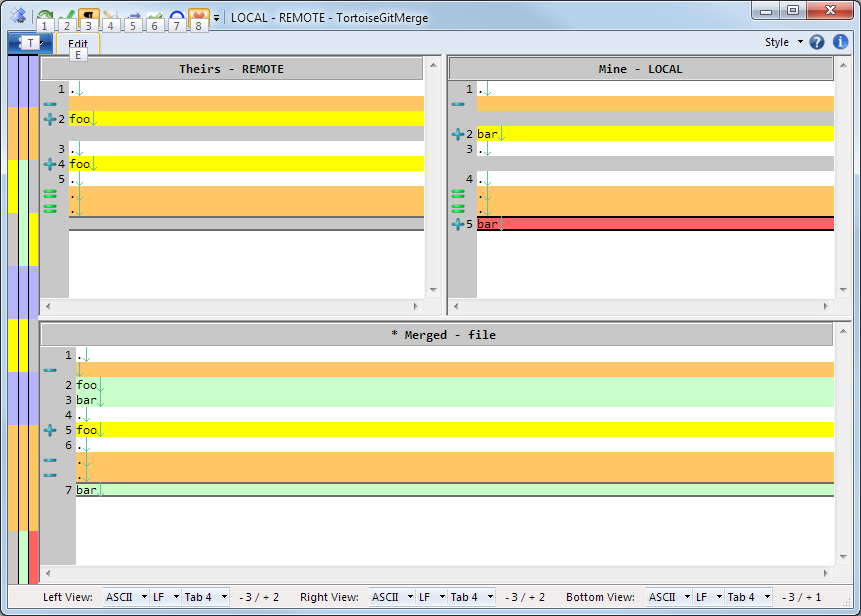 LOCAL - REMOTE - TortoiseGitMerge
1 2 3 4 5 6 7 8
T
Edit
E
Style
Theirs - REMOTE
1 .↓
2 foo↓
3 .↓
4 foo↓
5 .↓
.↓
.↓
Mine - LOCAL
1 .↓
2 bar↓
3 .↓
4 .↓
.↓
.↓
5 bar
* Merged - file
1 .↓
↓
2 foo↓
3 bar↓
4 .↓
5 foo↓
6 .↓
.↓
.↓
7 bar↓
Left View: ASCII LF Tab 4 -3 / + 2 Right View: ASCII LF Tab 4 -3 / + 2 Bottom View: ASCII LF Tab 4 -3 / + 1